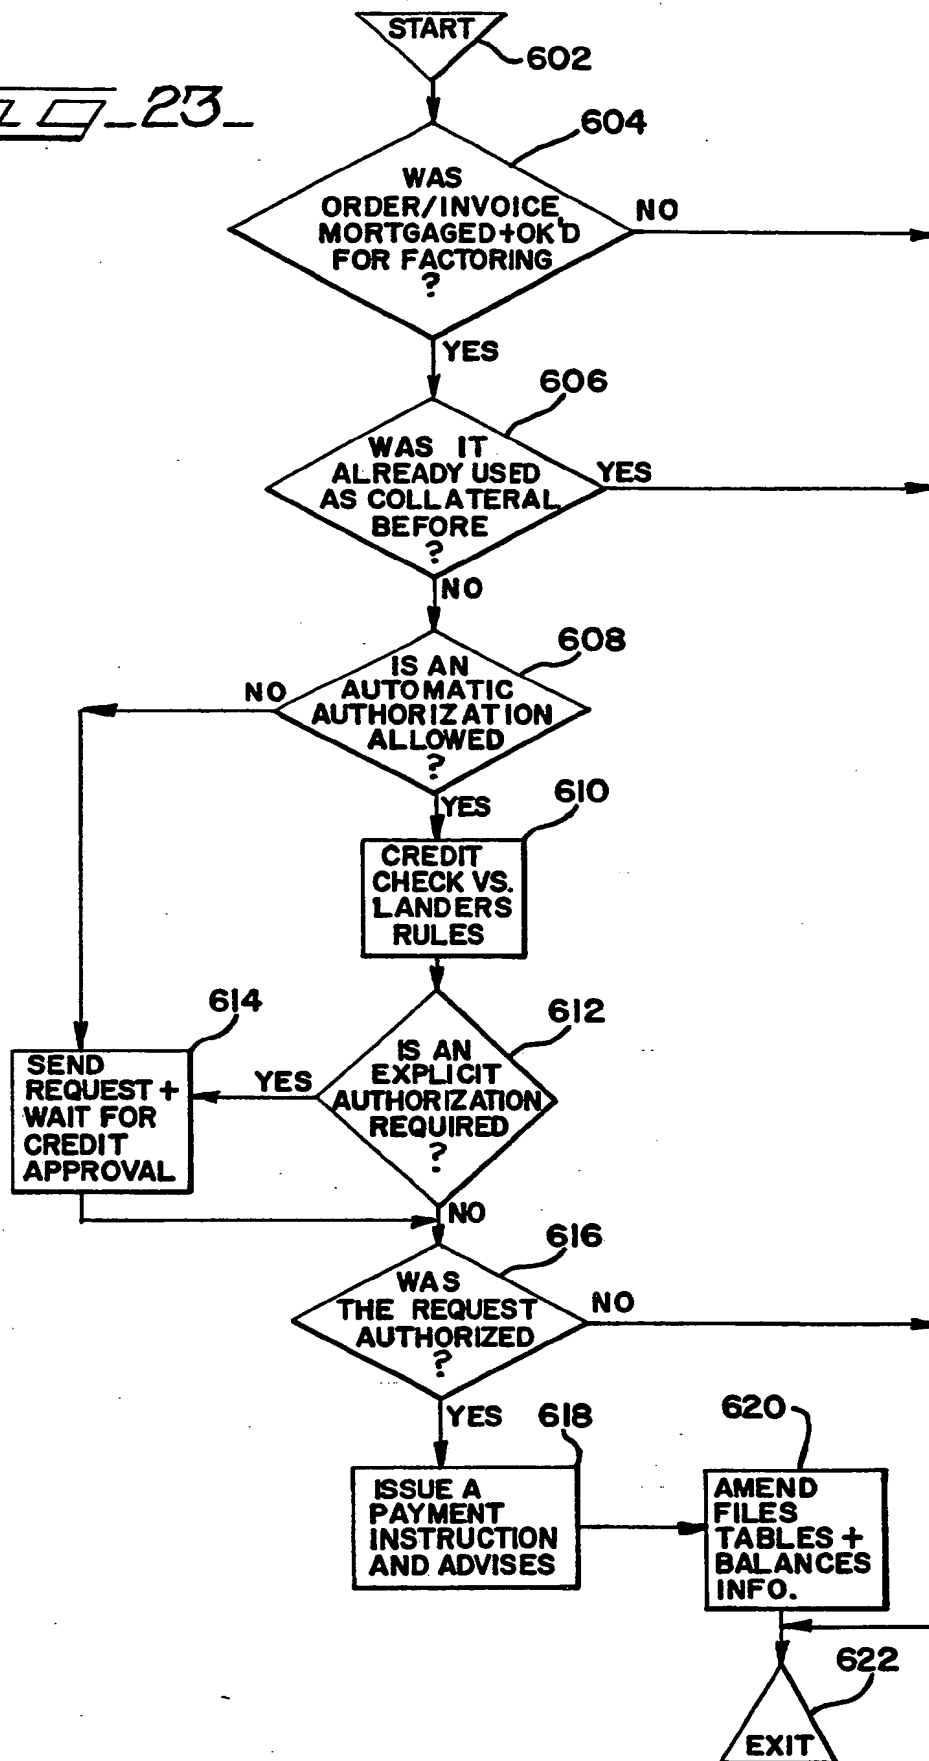 START
602
_23_
604
WAS
ORDER/INVOICE
MORTGAGED+OK'D
FOR FACTORING
?
NO
YES
606
WAS IT
ALREADY USED
AS COLLATERAL
BEFORE
?
YES
NO
608
IS AN
AUTOMATIC
AUTHORIZATION
ALLOWED
?
NO
YES
610
CREDIT
CHECK VS.
LANDERS
RULES
614
612
SEND
REQUEST +
WAIT FOR
CREDIT
APPROVAL
YES
IS AN
EXPLICIT
AUTHORIZATION
REQUIRED
?
NO
616
WAS
THE REQUEST
AUTHORIZED
?
NO
YES
618
620
ISSUE A
PAYMENT
INSTRUCTION
AND ADVISES
AMEND
FILES
TABLES +
BALANCES
INFO.
622
EXIT